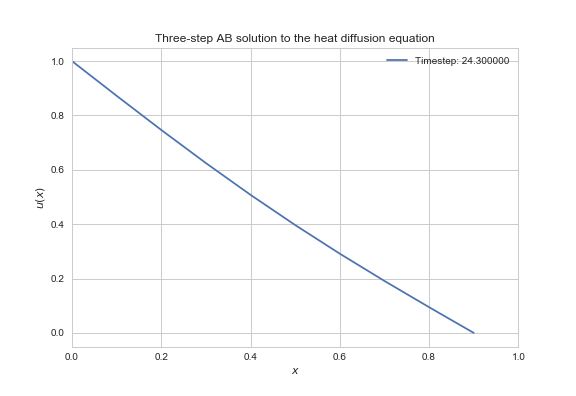 Three-step AB solution to the heat diffusion equation
Timestep: 24.300000
1.0
0.8
0.6
0.4
0.2
0.0
u(x)
0.0 0.2 0.4 0.6 0.8 1.0
x